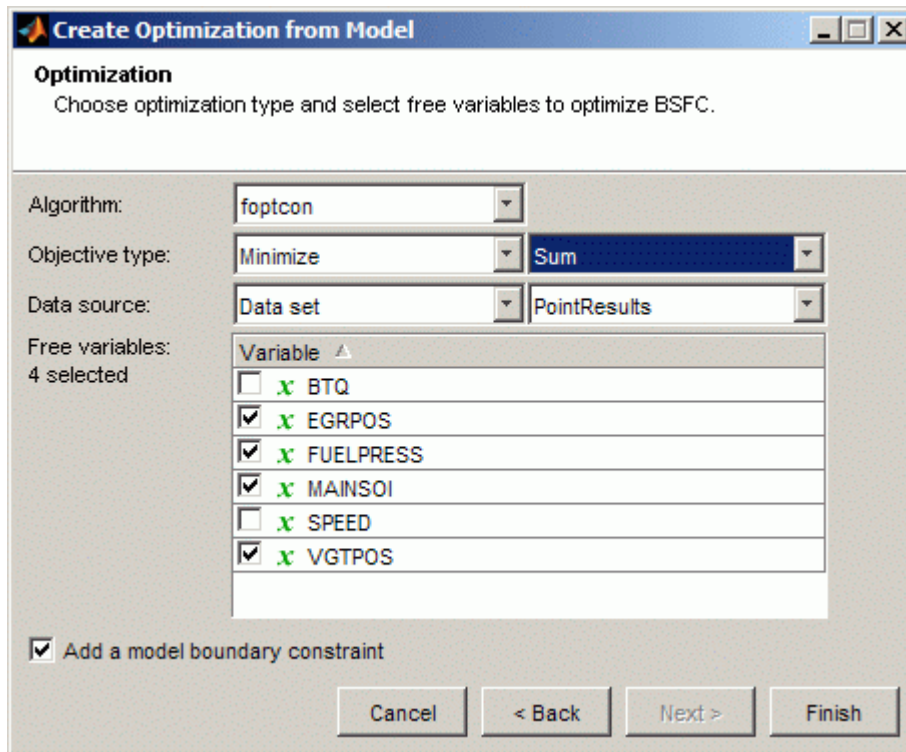 Create Optimization from Model
Optimization
Choose optimization type and select free variables to optimize BSFC.
Algorithm: foptcon
Objective type: Minimize Sum
Data source: Data set PointResults
Free variables:
4 selected
Variable
x BTQ
x EGRPOS
x FUELPRESS
x MAINSOI
x SPEED
x VGTPOS
Add a model boundary constraint
Cancel < Back Next > Finish